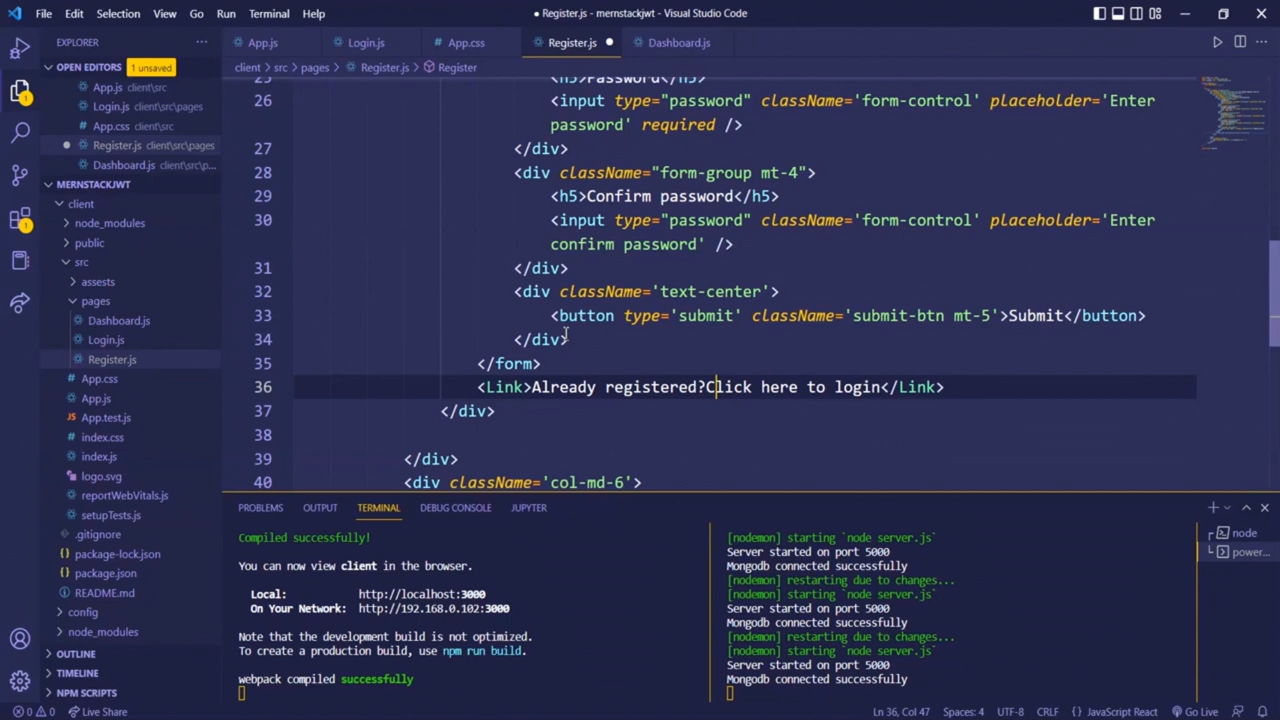 File Edit Selection View Go Run Terminal Help
● Register.js - mernstackjwt - Visual Studio Code
EXPLORER
OPEN EDITORS 1 unsaved
App.js client\src
Login.js client\src\pages
App.css client\src
Register.js client\src\pages
Dashboard.js client\src\p...
MERNSTACKJWT
client
node_modules
public
src
assests
pages
Dashboard.js
Login.js
Register.js
App.css
App.js
App.test.js
index.css
index.js
logo.svg
reportWebVitals.js
setupTests.js
.gitignore
package-lock.json
package.json
README.md
config
node_modules
OUTLINE
TIMELINE
NPM SCRIPTS
App.js Login.js App.css Register.js Dashboard.js
client > src > pages > Register.js > Register
25 <h5>Password</h5>
26 <input type="password" className='form-control' placeholder='Enter
password' required />
27 </div>
28 <div className="form-group mt-4">
29 <h5>Confirm password</h5>
30 <input type="password" className='form-control' placeholder='Enter
confirm password' />
31 </div>
32 <div className='text-center'>
33 <button type='submit' className='submit-btn mt-5'>Submit</button>
34 </div>
35 </form>
36 <Link>Already registered?Click here to login</Link>
37 </div>
38
39 </div>
40 <div className='col-md-6'>
PROBLEMS OUTPUT TERMINAL DEBUG CONSOLE JUPYTER
Compiled successfully!
You can now view client in the browser.
Local: http://localhost:3000
On Your Network: http://192.168.0.102:3000
Note that the development build is not optimized.
To create a production build, use npm run build.
webpack compiled successfully
[nodemon] starting `node server.js`
Server started on port 5000
Mongodb connected successfully
[nodemon] restarting due to changes...
[nodemon] starting `node server.js`
Server started on port 5000
Mongodb connected successfully
[nodemon] restarting due to changes...
[nodemon] starting `node server.js`
Server started on port 5000
Mongodb connected successfully
node
power...
0 0 Live Share
Ln 36, Col 47 Spaces: 4 UTF-8 CRLF {} JavaScript React Go Live